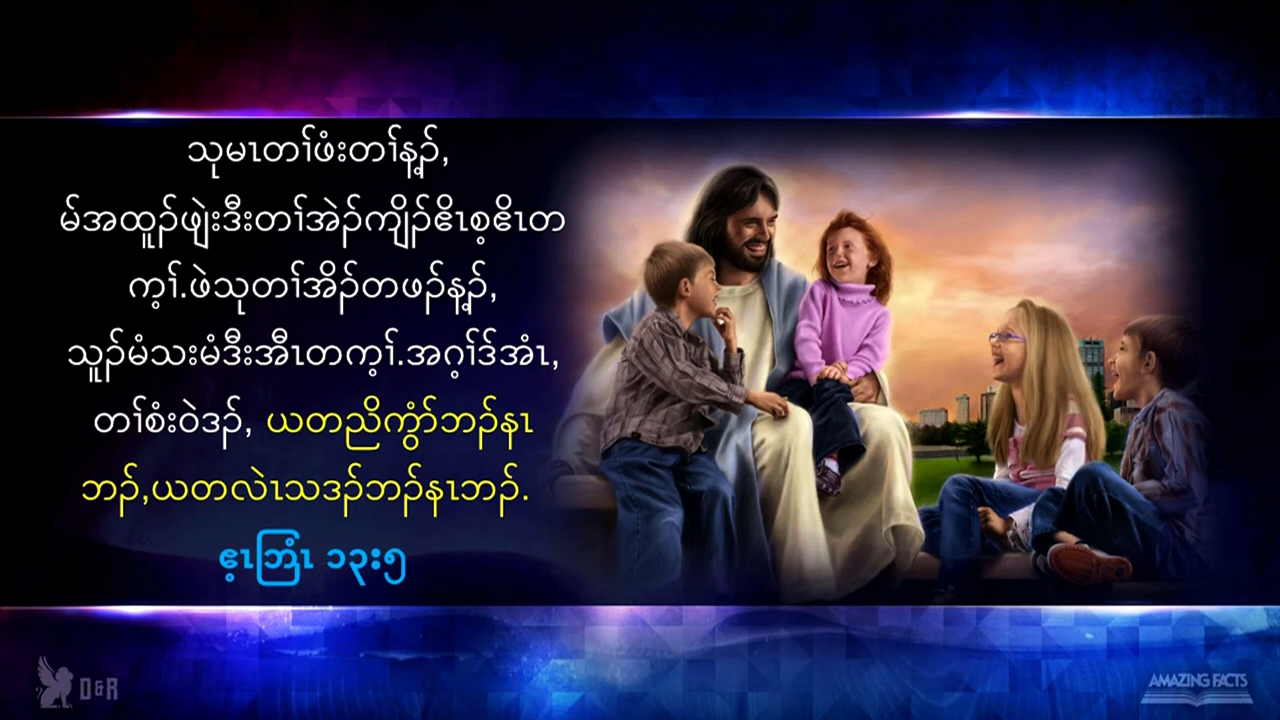 သုမၤတၢ်ဖံးတၢ်န့ၣ်,
မ်အထူၣ်ဖျဲးဒီးတၢ်အဲၣ်ကျိၣ်ဧိၤစ့ဧိၤတ
က့ၢ်.ဖဲသုတၢ်အိၣ်တဖၣ်န့ၣ်,
သူၣ်မံသးမံဒီးအီၤတက့ၢ်.အဂ့ၢ်ဒ်အံၤ,
တၢ်စံးဝဲဒၣ်, ယတညိကွံာ်ဘၣ်နၤ
ဘၣ်,ယတလဲၤသဒၣ်ဘၣ်နၤဘၣ်.
ဧ့ၤဘြံၤ ၁၃း၅
D&R
AMAZING FACTS